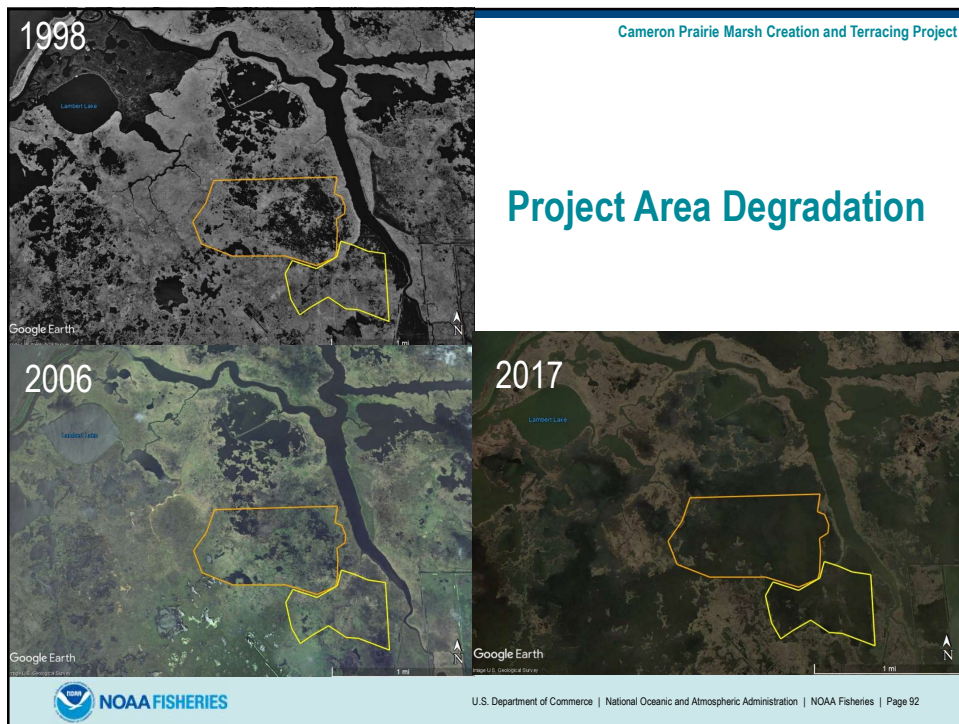 1998
Cameron Prairie Marsh Creation and Terracing Project
Lambert Lake
Project Area Degradation
Google Earth
N
1 mi
2006
2017
Lambert Lake
Google Earth
Image U.S. Geological Survey
N
1 mi
Google Earth
Image U.S. Geological Survey
N
1 mi
NOAA
NOAA FISHERIES
U.S. Department of Commerce | National Oceanic and Atmospheric Administration | NOAA Fisheries | Page 92